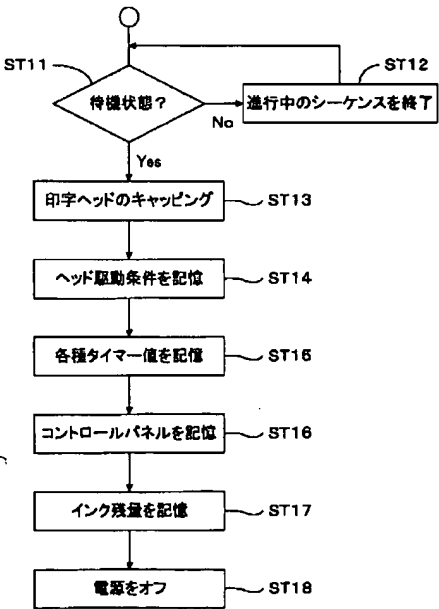 ST11
待機状態？
No
進行中のシーケンスを終了
ST12
Yes
印字ヘッドのキャッピング
ST13
ヘッド駆動条件を記憶
ST14
各種タイマー値を記憶
ST15
コントロールパネルを記憶
ST16
インク残量を記憶
ST17
電源をオフ
ST18